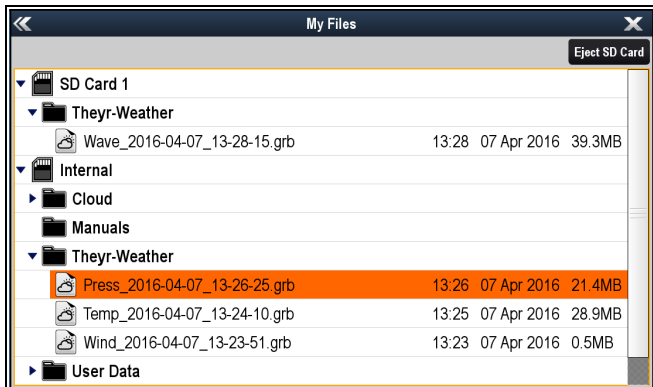 My Files
Eject SD Card
SD Card 1
Theyr-Weather
Wave_2016-04-07_13-28-15.grb 13:28 07 Apr 2016 39.3MB
Internal
Cloud
Manuals
Theyr-Weather
Press_2016-04-07_13-26-25.grb 13:26 07 Apr 2016 21.4MB
Temp_2016-04-07_13-24-10.grb 13:25 07 Apr 2016 28.9MB
Wind_2016-04-07_13-23-51.grb 13:23 07 Apr 2016 0.5MB
User Data